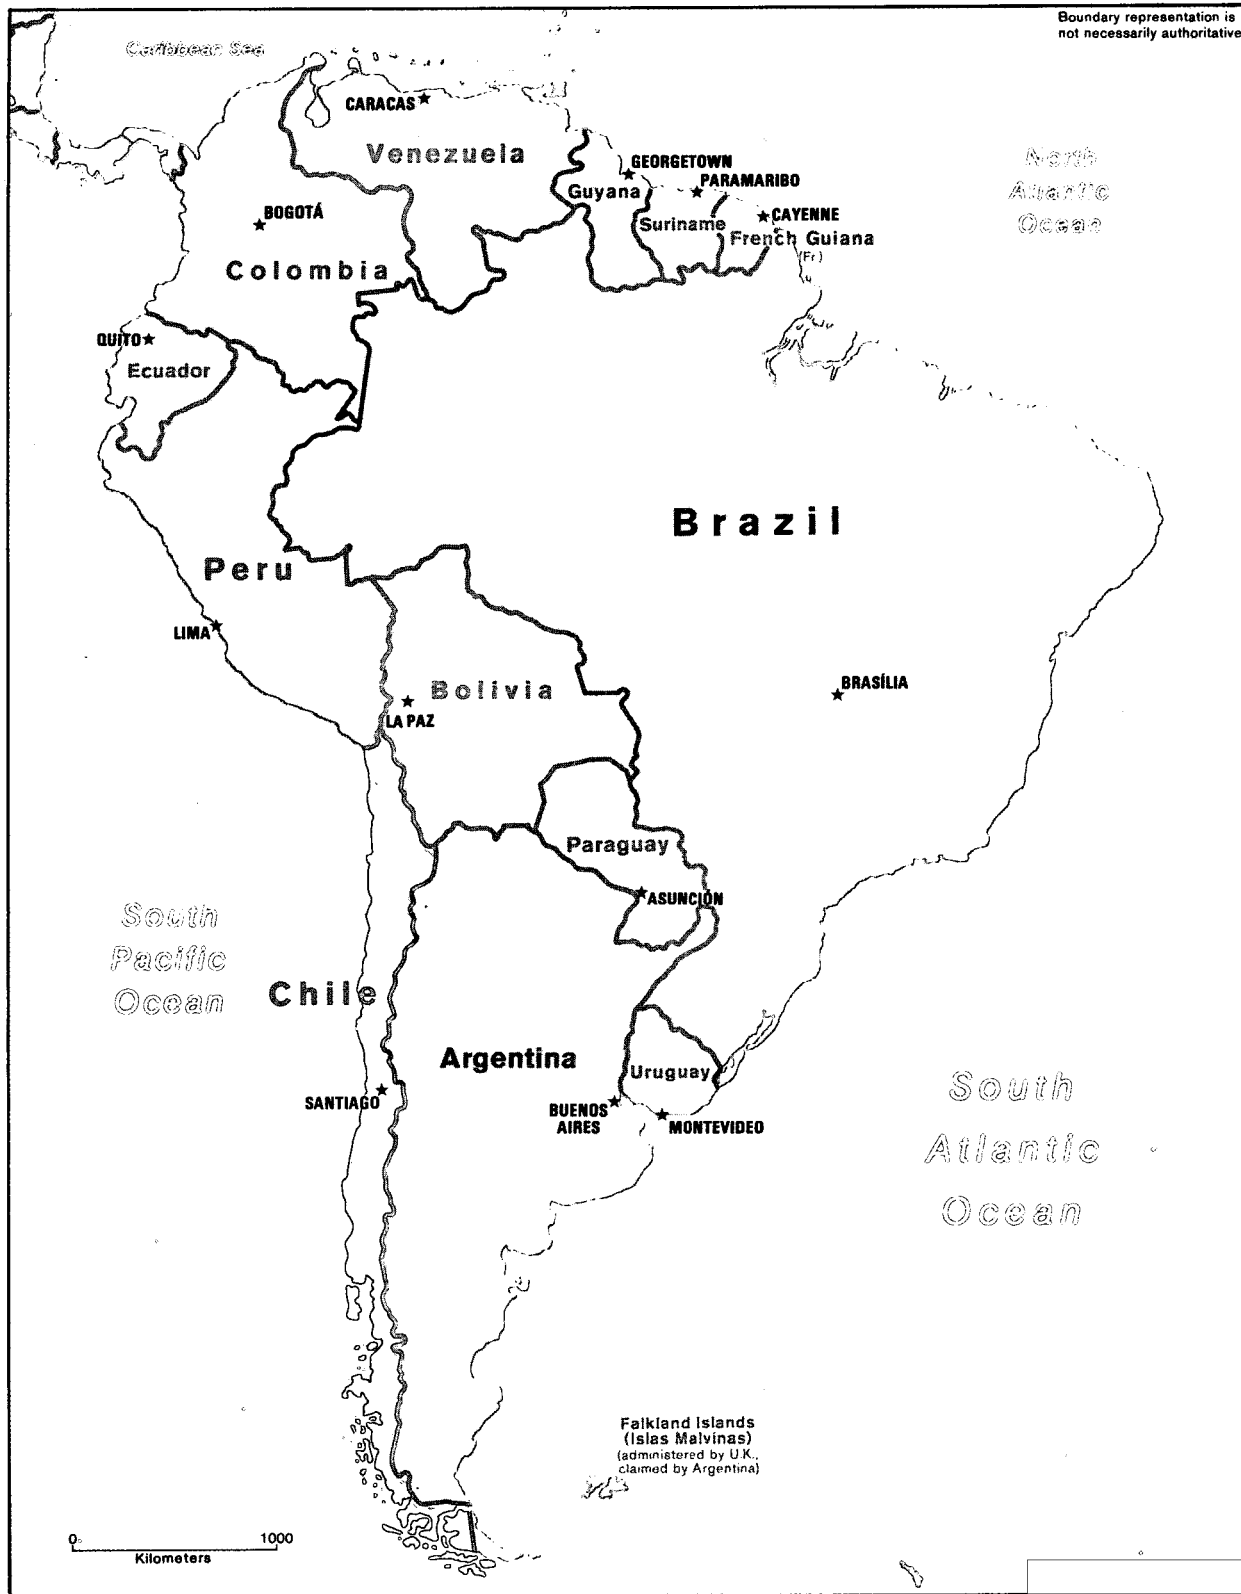 Boundary representation is
not necessarily authoritative
Caribbean Sea
CARACAS
Venezuela
GEORGETOWN
North
Atlantic
Ocean
PARAMARIBO
Guyana
BOGOTÁ
CAYENNE
Suriname
French Guiana
(Fr.)
Colombia
QUITO
Ecuador
Brazil
Peru
LIMA
BRASÍLIA
Bolivia
LA PAZ
Paraguay
ASUNCIÓN
South
Pacific
Ocean
Chile
Argentina
Uruguay
South
Atlantic
Ocean
SANTIAGO
BUENOS
AIRES
MONTEVIDEO
Falkland Islands
(Islas Malvinas)
(administered by U.K.,
claimed by Argentina)
0 1000
Kilometers